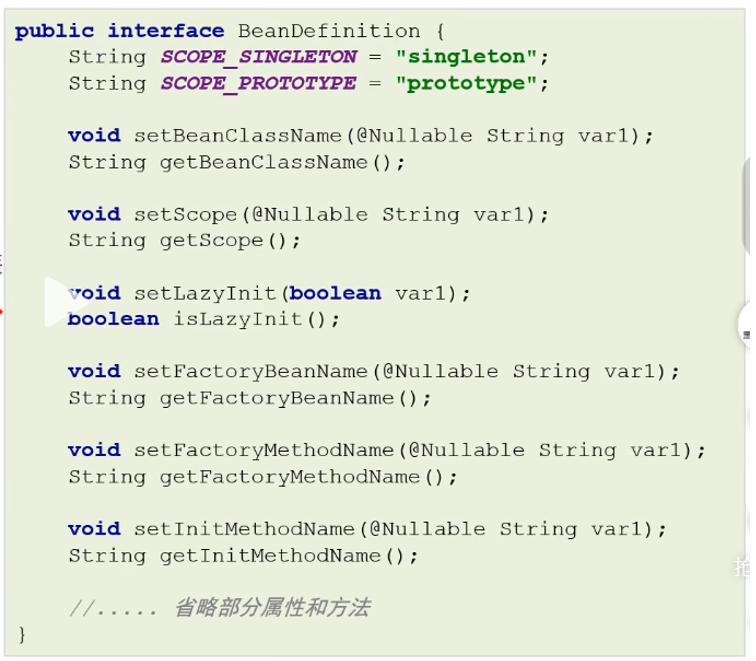 public interface BeanDefinition {
    String SCOPE_SINGLETON = "singleton";
    String SCOPE_PROTOTYPE = "prototype";

    void setBeanClassName(@Nullable String var1);
    String getBeanClassName();

    void setScope(@Nullable String var1);
    String getScope();

    void setLazyInit(boolean var1);
    boolean isLazyInit();

    void setFactoryBeanName(@Nullable String var1);
    String getFactoryBeanName();

    void setFactoryMethodName(@Nullable String var1);
    String getFactoryMethodName();

    void setInitMethodName(@Nullable String var1);
    String getInitMethodName();

    //..... 省略部分属性和方法
}